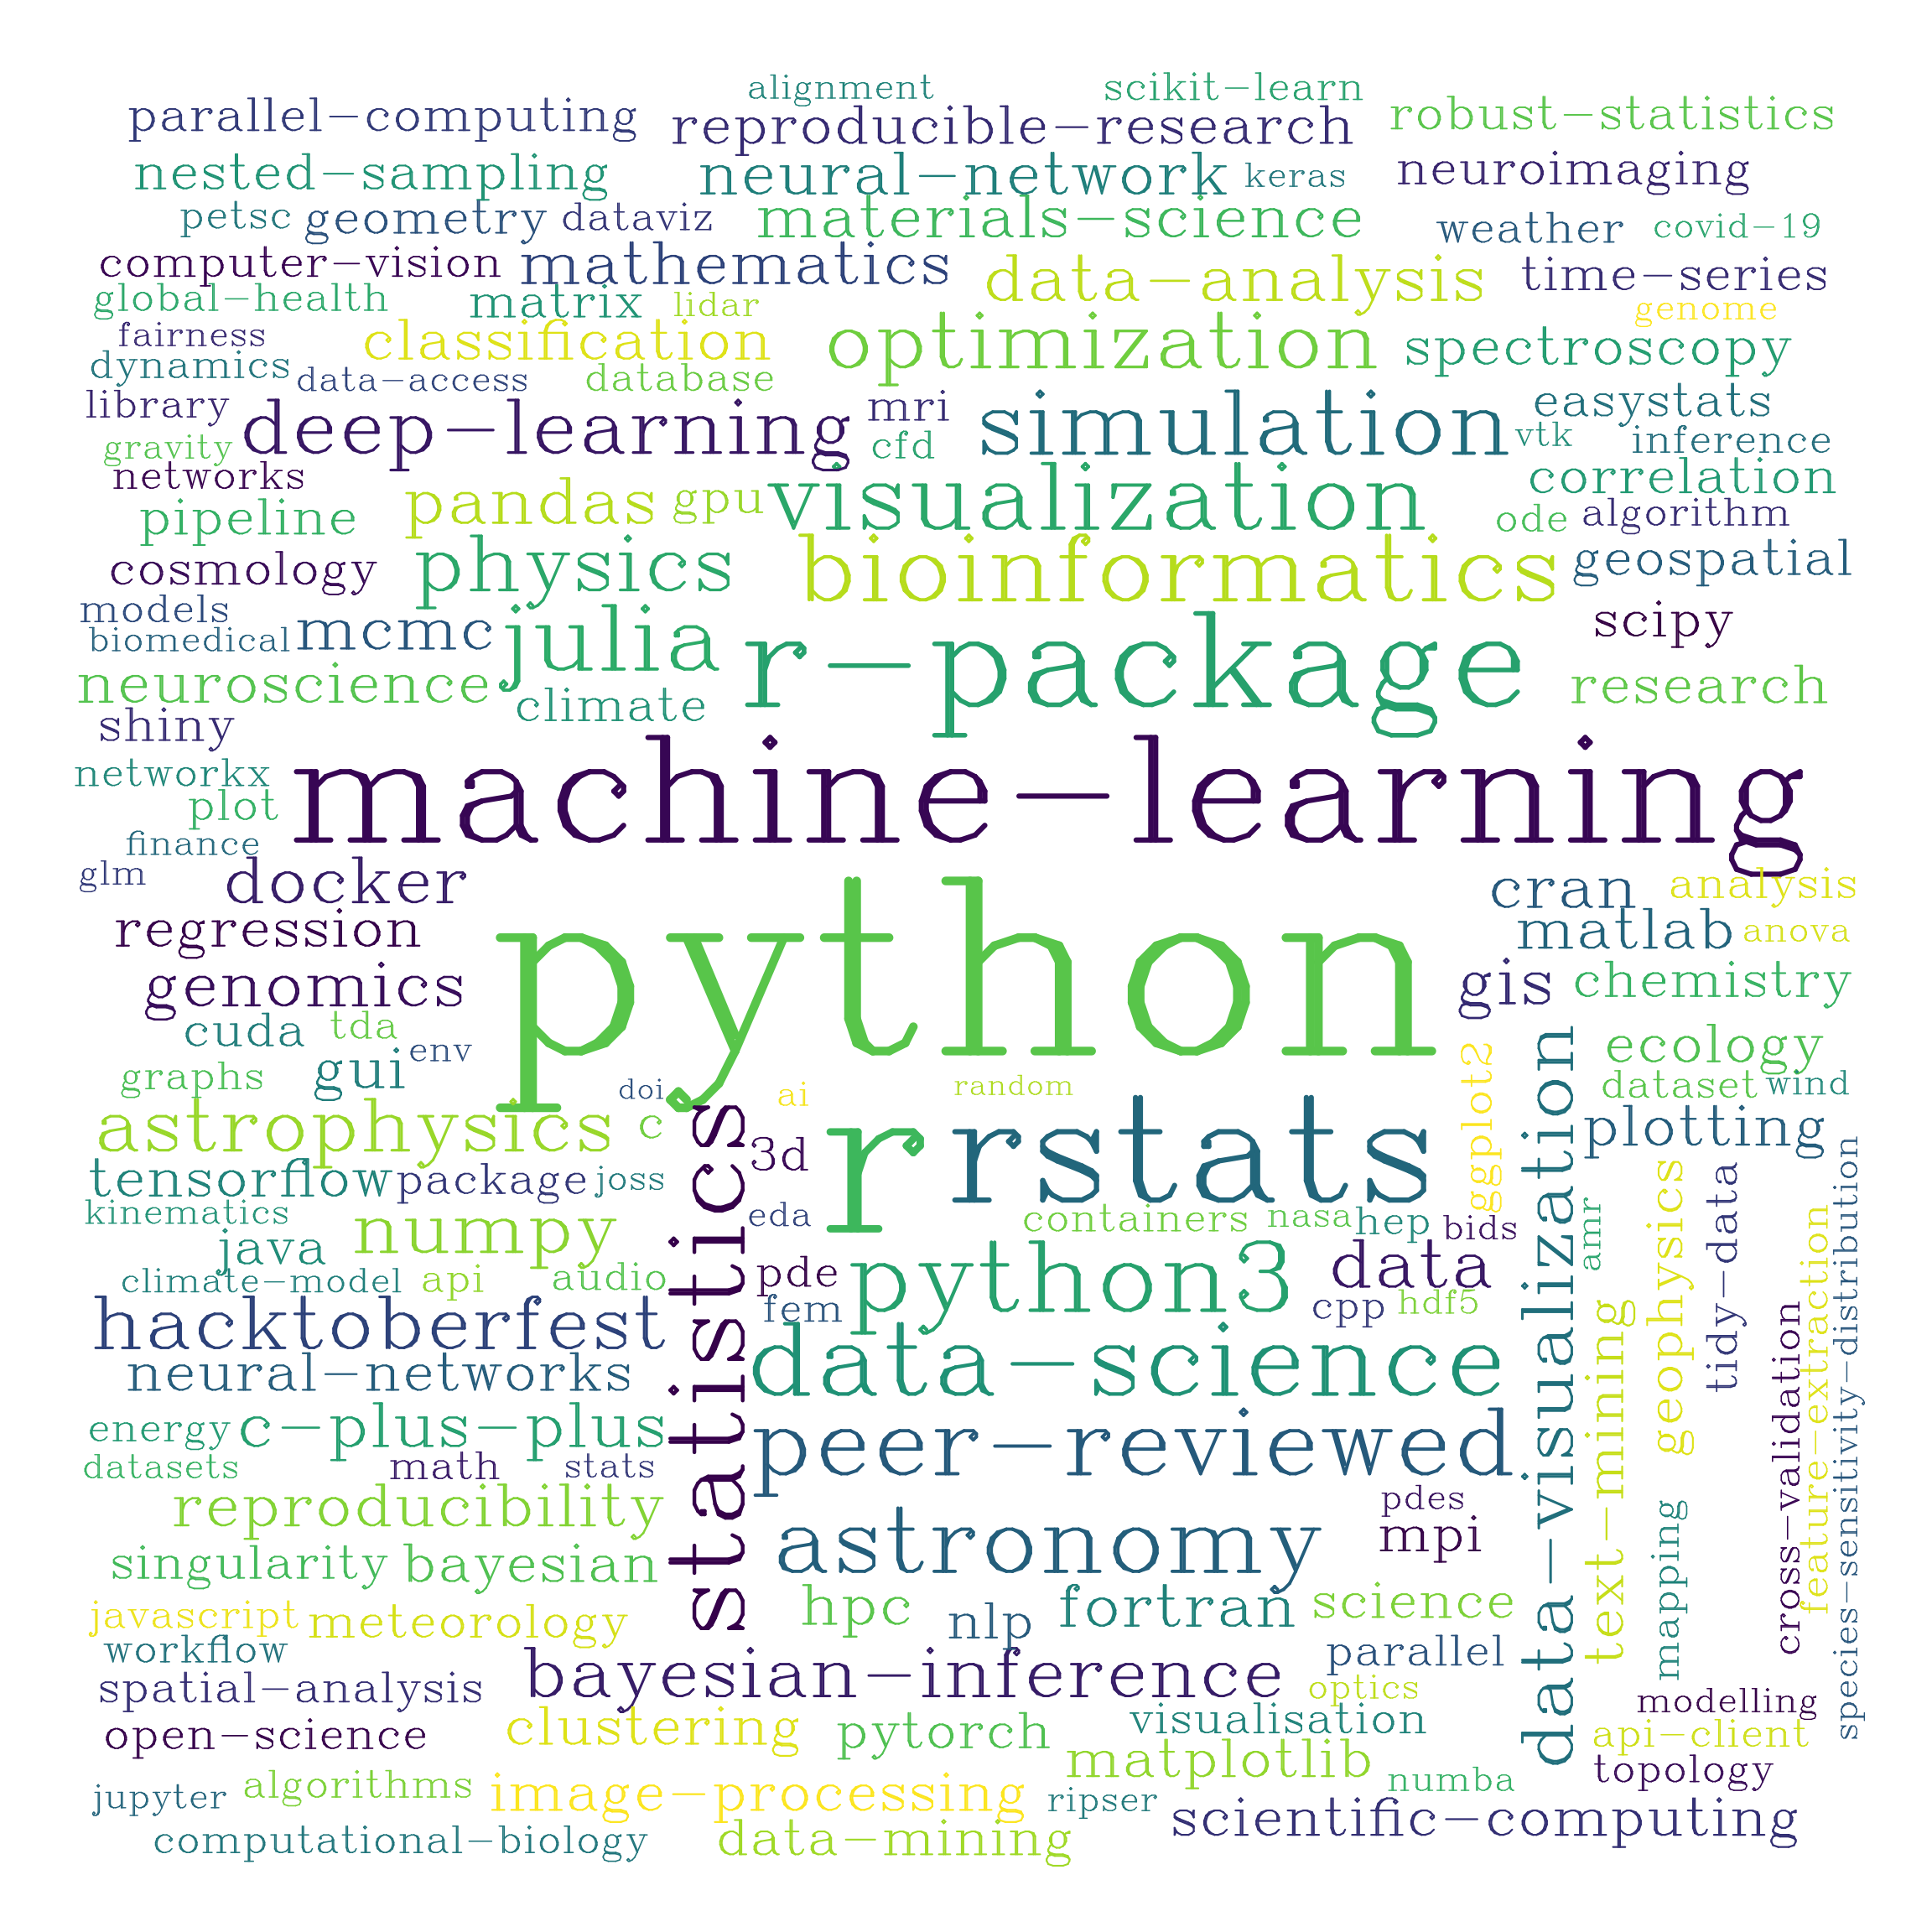 alignment
scikit-learn
parallel-computing
reproducible-research
robust-statistics
nested-sampling
neural-network
keras
neuroimaging
petsc
geometry
dataviz
materials-science
weather
covid-19
computer-vision
mathematics
data-analysis
time-series
global-health
matrix
lidar
genome
fairness
classification
optimization
spectroscopy
dynamics
data-access
database
library
deep-learning
mri
simulation
easystats
gravity
cfd
vtk
inference
networks
pandas
gpu
visualization
correlation
pipeline
ode
algorithm
cosmology
physics
bioinformatics
geospatial
models
biomedical
mcmc
julia
r-package
scipy
neuroscience
climate
research
shiny
networkx
machine-learning
plot
finance
glm
docker
cran
analysis
regression
python
matlab
anova
genomics
gis
chemistry
cuda
tda
gui
env
ecology
graphs
doi
ai
random
ggplot2
data-visualization
dataset
wind
astrophysics
c
statistics
3d
r
rstats
plotting
tensorflow
package
joss
kinematics
numpy
eda
containers
nasa
hep
bids
amr
geophysics
tidy-data
feature-extraction
species-sensitivity-distribution
java
climate-model
api
audio
pde
python3
data
fem
cpp
hdf5
hacktoberfest
neural-networks
data-science
text-mining
cross-validation
energy
c-plus-plus
peer-reviewed
datasets
math
stats
reproducibility
pdes
astronomy
mpi
mapping
singularity
bayesian
javascript
meteorology
hpc
nlp
fortran
science
workflow
parallel
spatial-analysis
bayesian-inference
optics
modelling
open-science
clustering
pytorch
visualisation
api-client
matplotlib
topology
jupyter
algorithms
image-processing
ripser
numba
scientific-computing
computational-biology
data-mining